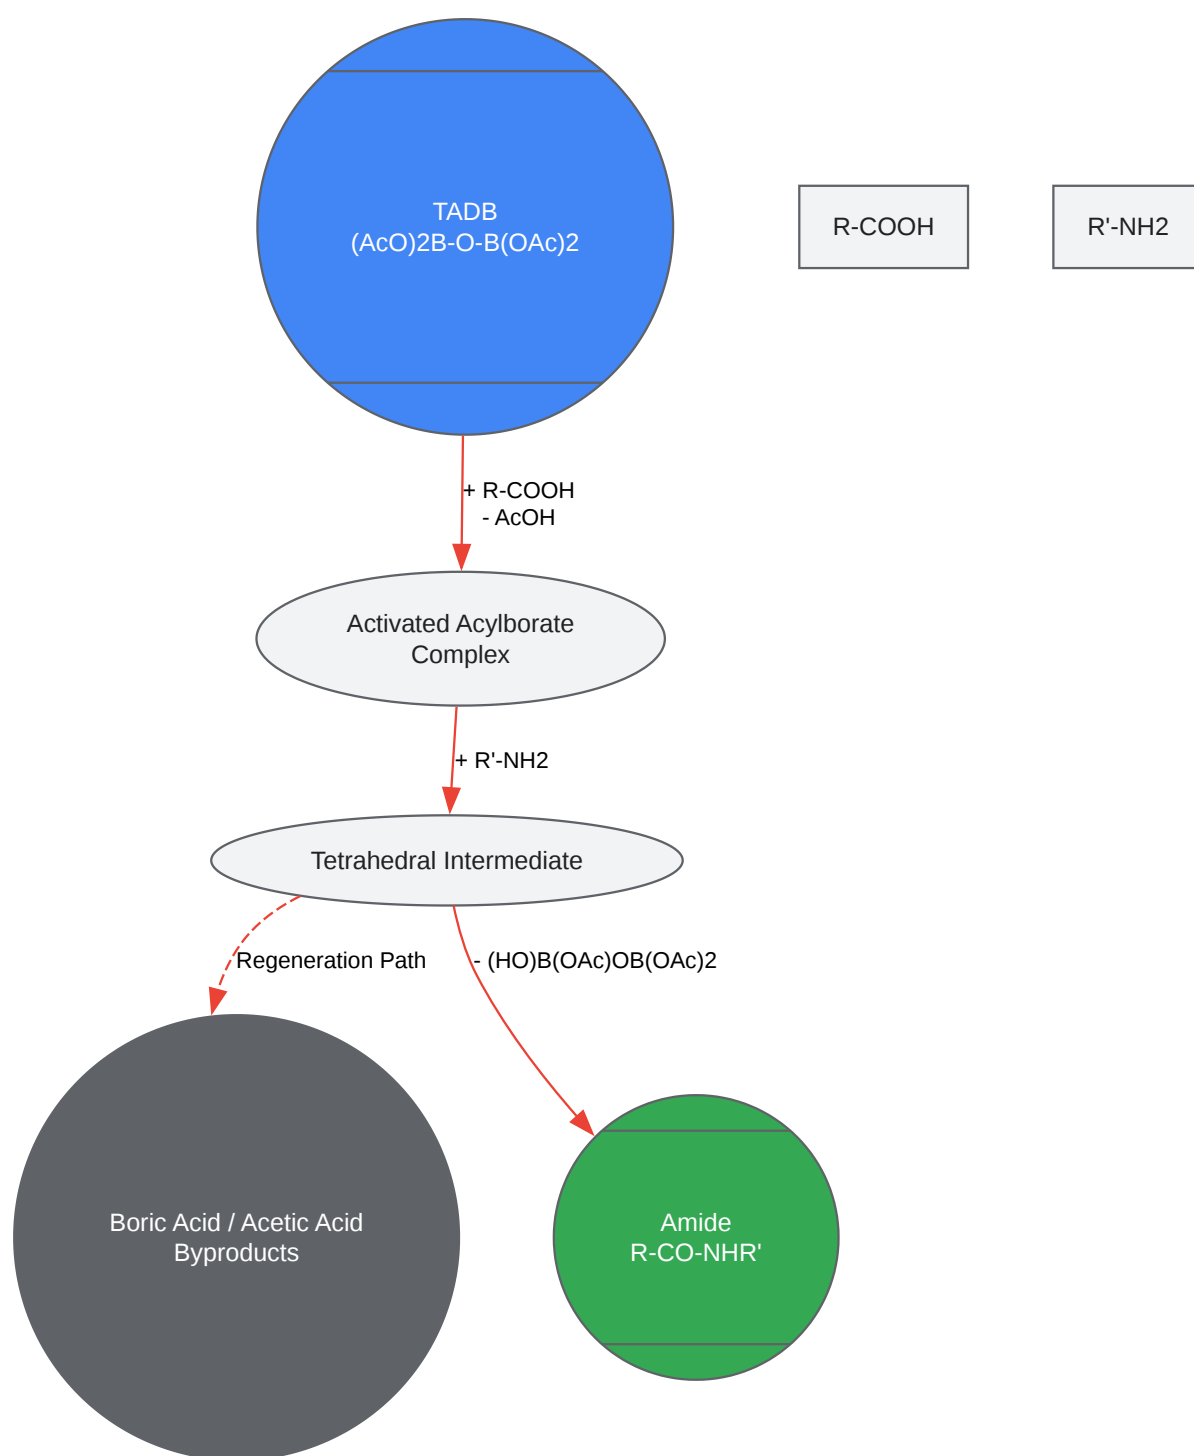 TADB
(AcO)2B-O-B(OAc)2
R-COOH
R'-NH2
+ R-COOH
- AcOH
Activated Acylborate
Complex
+ R'-NH2
Tetrahedral Intermediate
Regeneration Path
- (HO)B(OAc)OB(OAc)2
Boric Acid / Acetic Acid
Byproducts
Amide
R-CO-NHR'